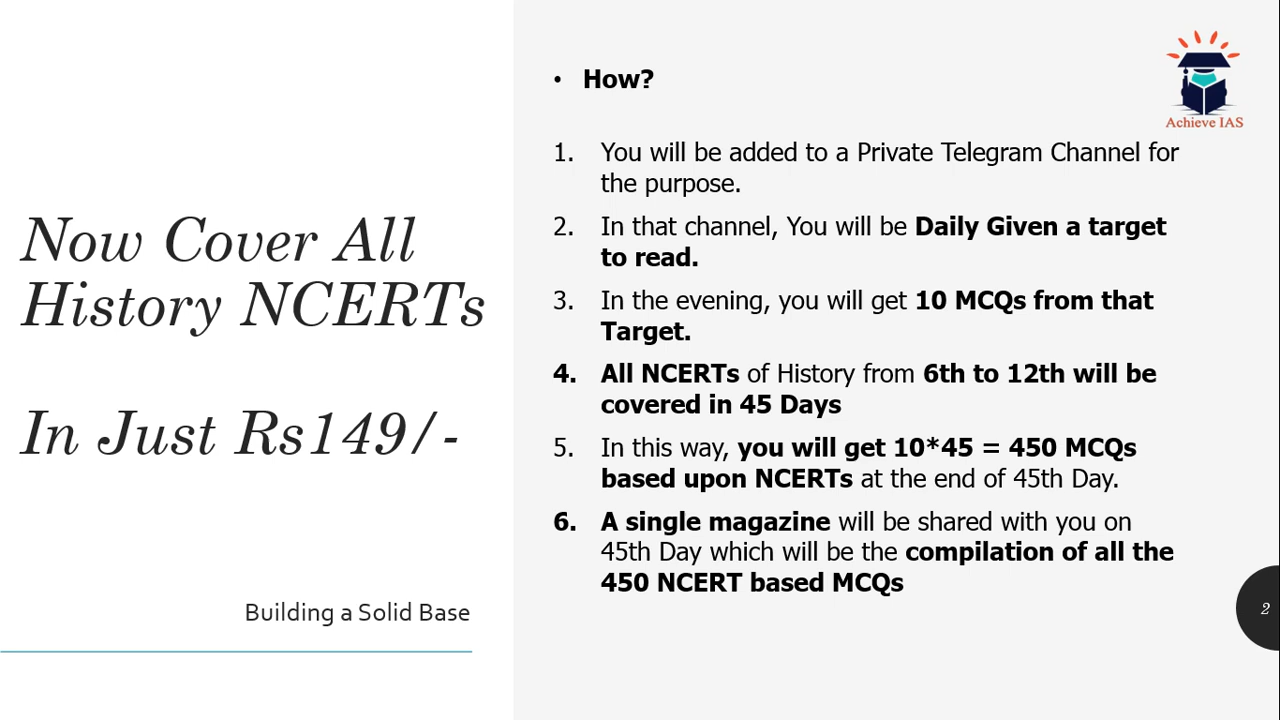 Now Cover All
History NCERTs
In Just Rs149/-
Building a Solid Base
• How?
1. You will be added to a Private Telegram Channel for
the purpose.
2. In that channel, You will be Daily Given a target
to read.
3. In the evening, you will get 10 MCQs from that
Target.
4. All NCERTs of History from 6th to 12th will be
covered in 45 Days
5. In this way, you will get 10*45 = 450 MCQs
based upon NCERTs at the end of 45th Day.
6. A single magazine will be shared with you on
45th Day which will be the compilation of all the
450 NCERT based MCQs
Achieve IAS
2